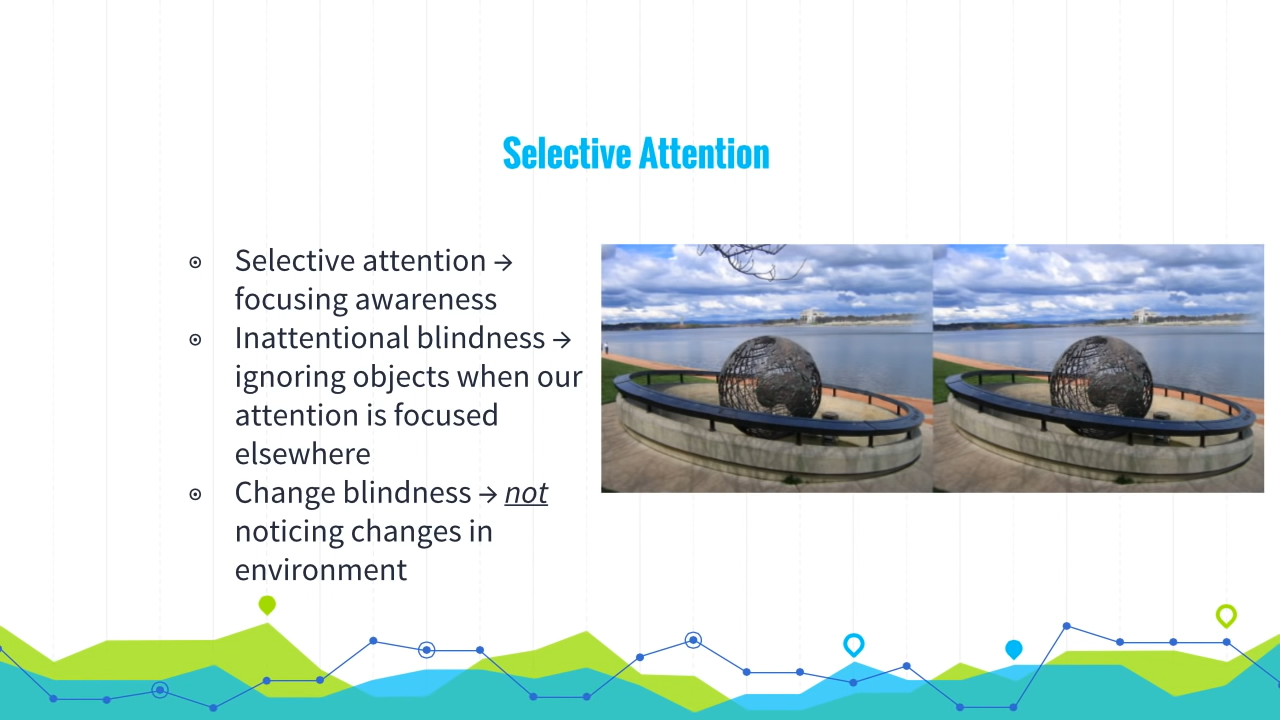 Selective Attention
Selective attention →
focusing awareness
Inattentional blindness →
ignoring objects when our
attention is focused
elsewhere
Change blindness → not
noticing changes in
environment